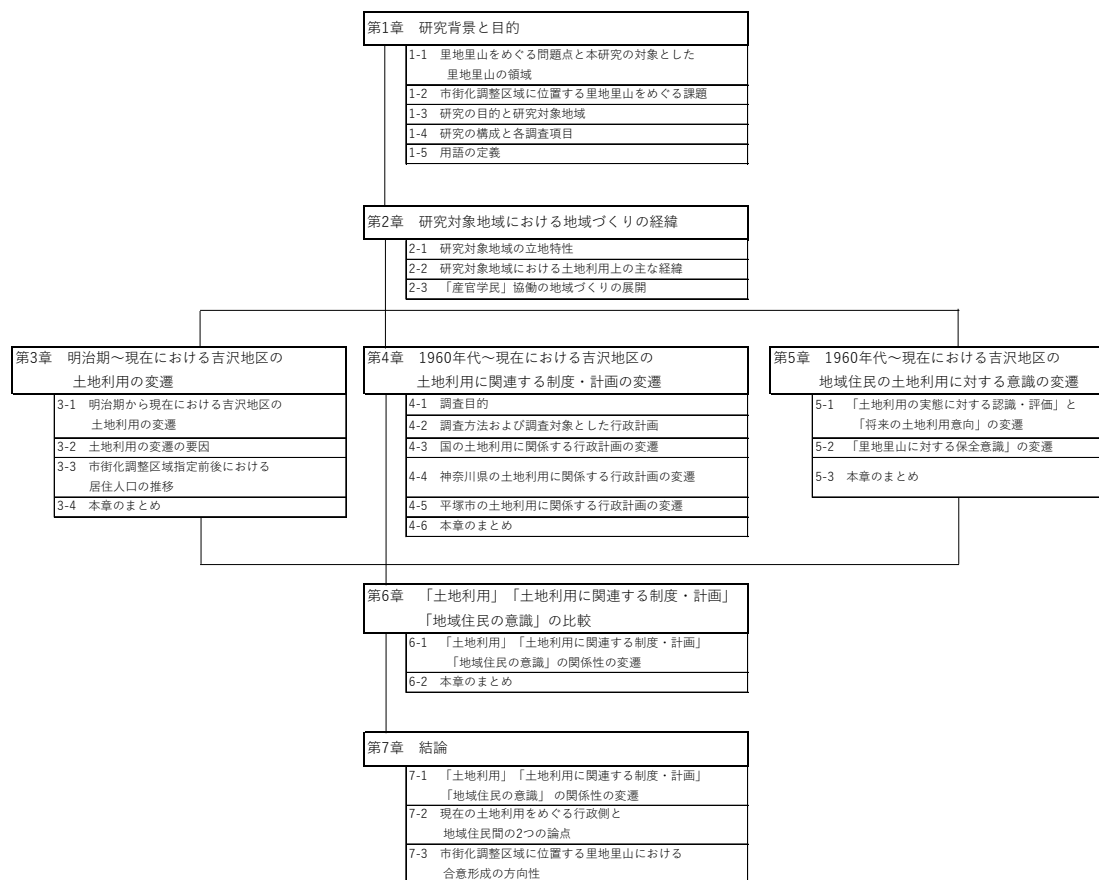 第1章　研究背景と目的
1-1　里地里山をめぐる問題点と本研究の対象とした
里地里山の領域
1-2　市街化調整区域に位置する里地里山をめぐる課題
1-3　研究の目的と研究対象地域
1-4　研究の構成と各調査項目
1-5　用語の定義
第2章　研究対象地域における地域づくりの経緯
2-1　研究対象地域の立地特性
2-2　研究対象地域における土地利用上の主な経緯
2-3　「産官学民」協働の地域づくりの展開
第3章　明治期～現在における吉沢地区の
土地利用の変遷
3-1　明治期から現在における吉沢地区の
土地利用の変遷
3-2　土地利用の変遷の要因
3-3　市街化調整区域指定前後における
居住人口の推移
3-4　本章のまとめ
第4章　1960年代～現在における吉沢地区の
土地利用に関連する制度・計画の変遷
4-1　調査目的
4-2　調査方法および調査対象とした行政計画
4-3　国の土地利用に関係する行政計画の変遷
4-4　神奈川県の土地利用に関係する行政計画の変遷
4-5　平塚市の土地利用に関係する行政計画の変遷
4-6　本章のまとめ
第5章　1960年代～現在における吉沢地区の
地域住民の土地利用に対する意識の変遷
5-1　「土地利用の実態に対する認識・評価」と
「将来の土地利用意向」の変遷
5-2　「里地里山に対する保全意識」の変遷
5-3　本章のまとめ
第6章　「土地利用」「土地利用に関連する制度・計画」
「地域住民の意識」の比較
6-1　「土地利用」「土地利用に関連する制度・計画」
「地域住民の意識」の関係性の変遷
6-2　本章のまとめ
第7章　結論
7-1　「土地利用」「土地利用に関連する制度・計画」
「地域住民の意識」 の関係性の変遷
7-2　現在の土地利用をめぐる行政側と
地域住民間の2つの論点
7-3　市街化調整区域に位置する里地里山における
合意形成の方向性